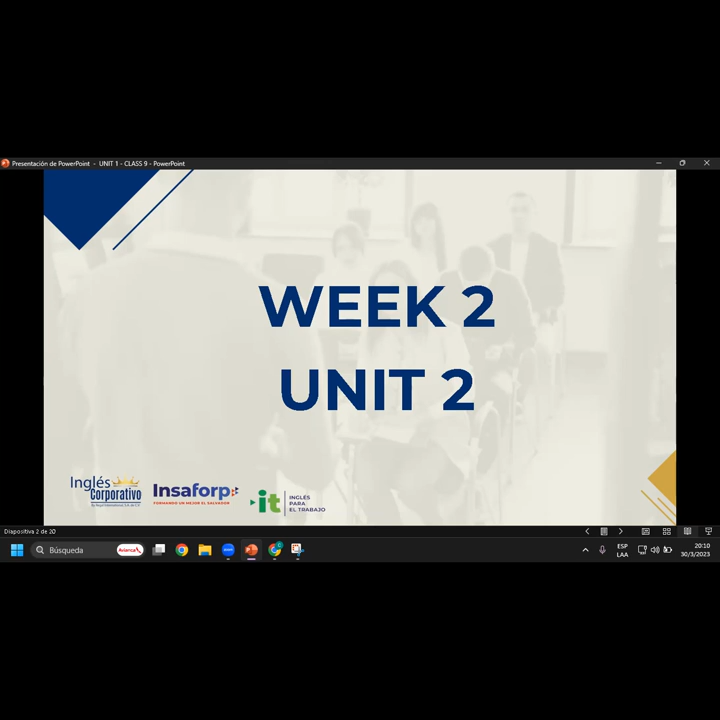 Presentación de PowerPoint - UNIT 1 - CLASS 9 - PowerPoint
WEEK 2
UNIT 2
Inglés
Corporativo
Insaforp
FORMANDO UN MEJOR EL SALVADOR
it
INGLÉS
PARA
EL TRABAJO
Diapositiva 2 de 20
Búsqueda
ESP
LAA
20:10
30/3/2023